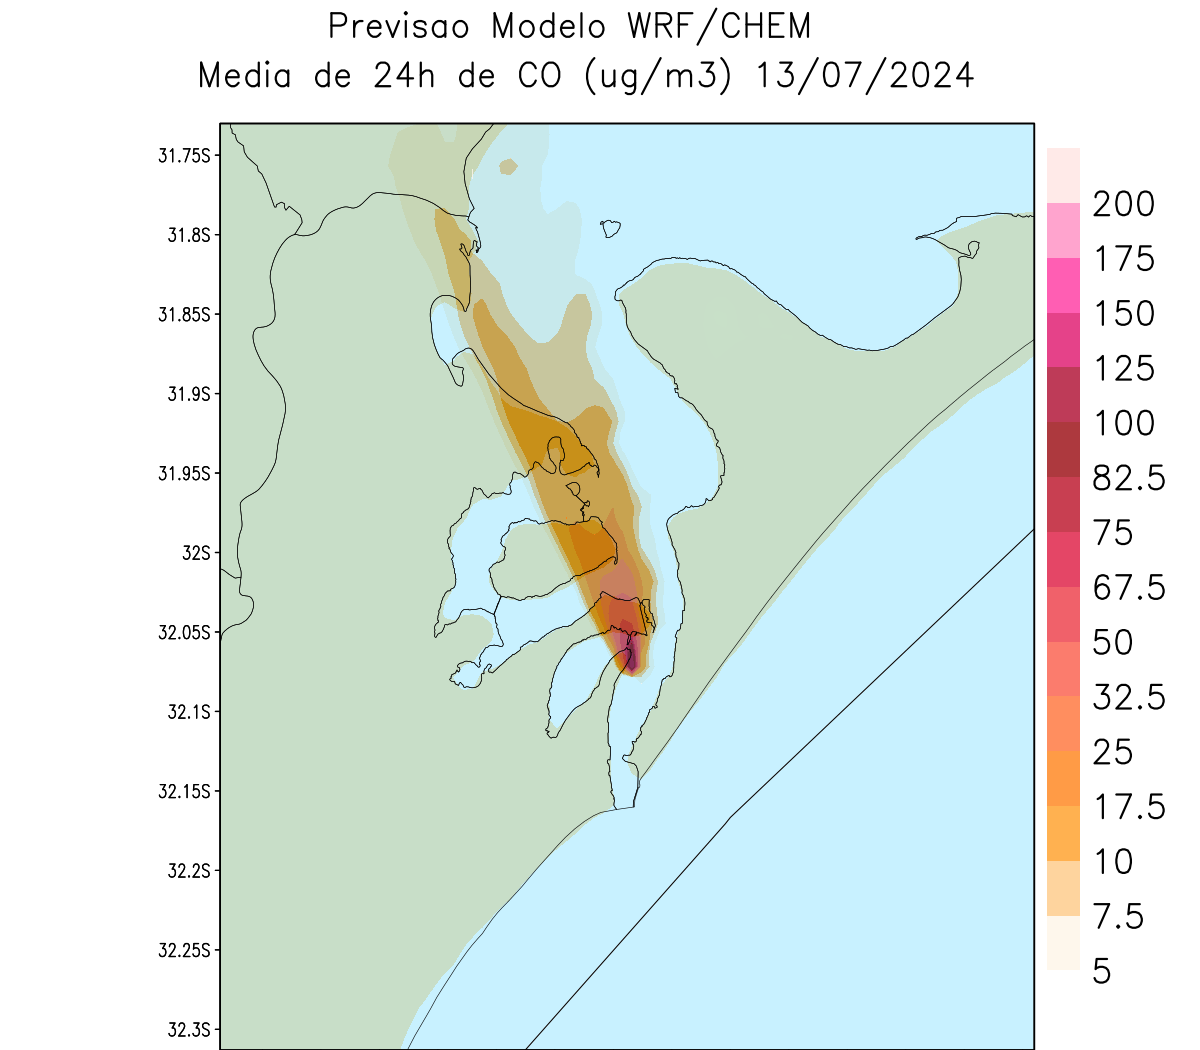 Previsao Modelo WRF/CHEM
Media de 24h de CO (ug/m3) 13/07/2024
31.75S
31.8S
31.85S
31.9S
31.95S
32S
32.05S
32.1S
32.15S
32.2S
32.25S
32.3S
200
175
150
125
100
82.5
75
67.5
50
32.5
25
17.5
10
7.5
5